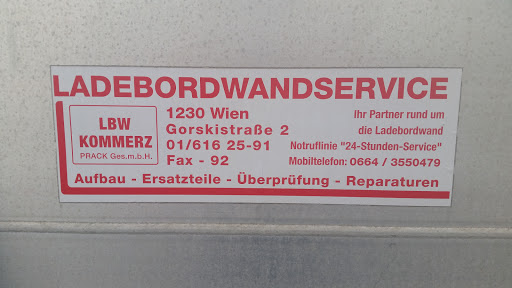 LADEBORDWANDSERVICE
LBW
KOMMERZ
PRACK Ges.m.b.H.
1230 Wien
Gorskistraße 2
01/616 25-91
Fax - 92
Ihr Partner rund um
die Ladebordwand
Notruflinie "24-Stunden-Service"
Mobiltelefon: 0664 / 3550479
Aufbau - Ersatzteile - Überprüfung - Reparaturen